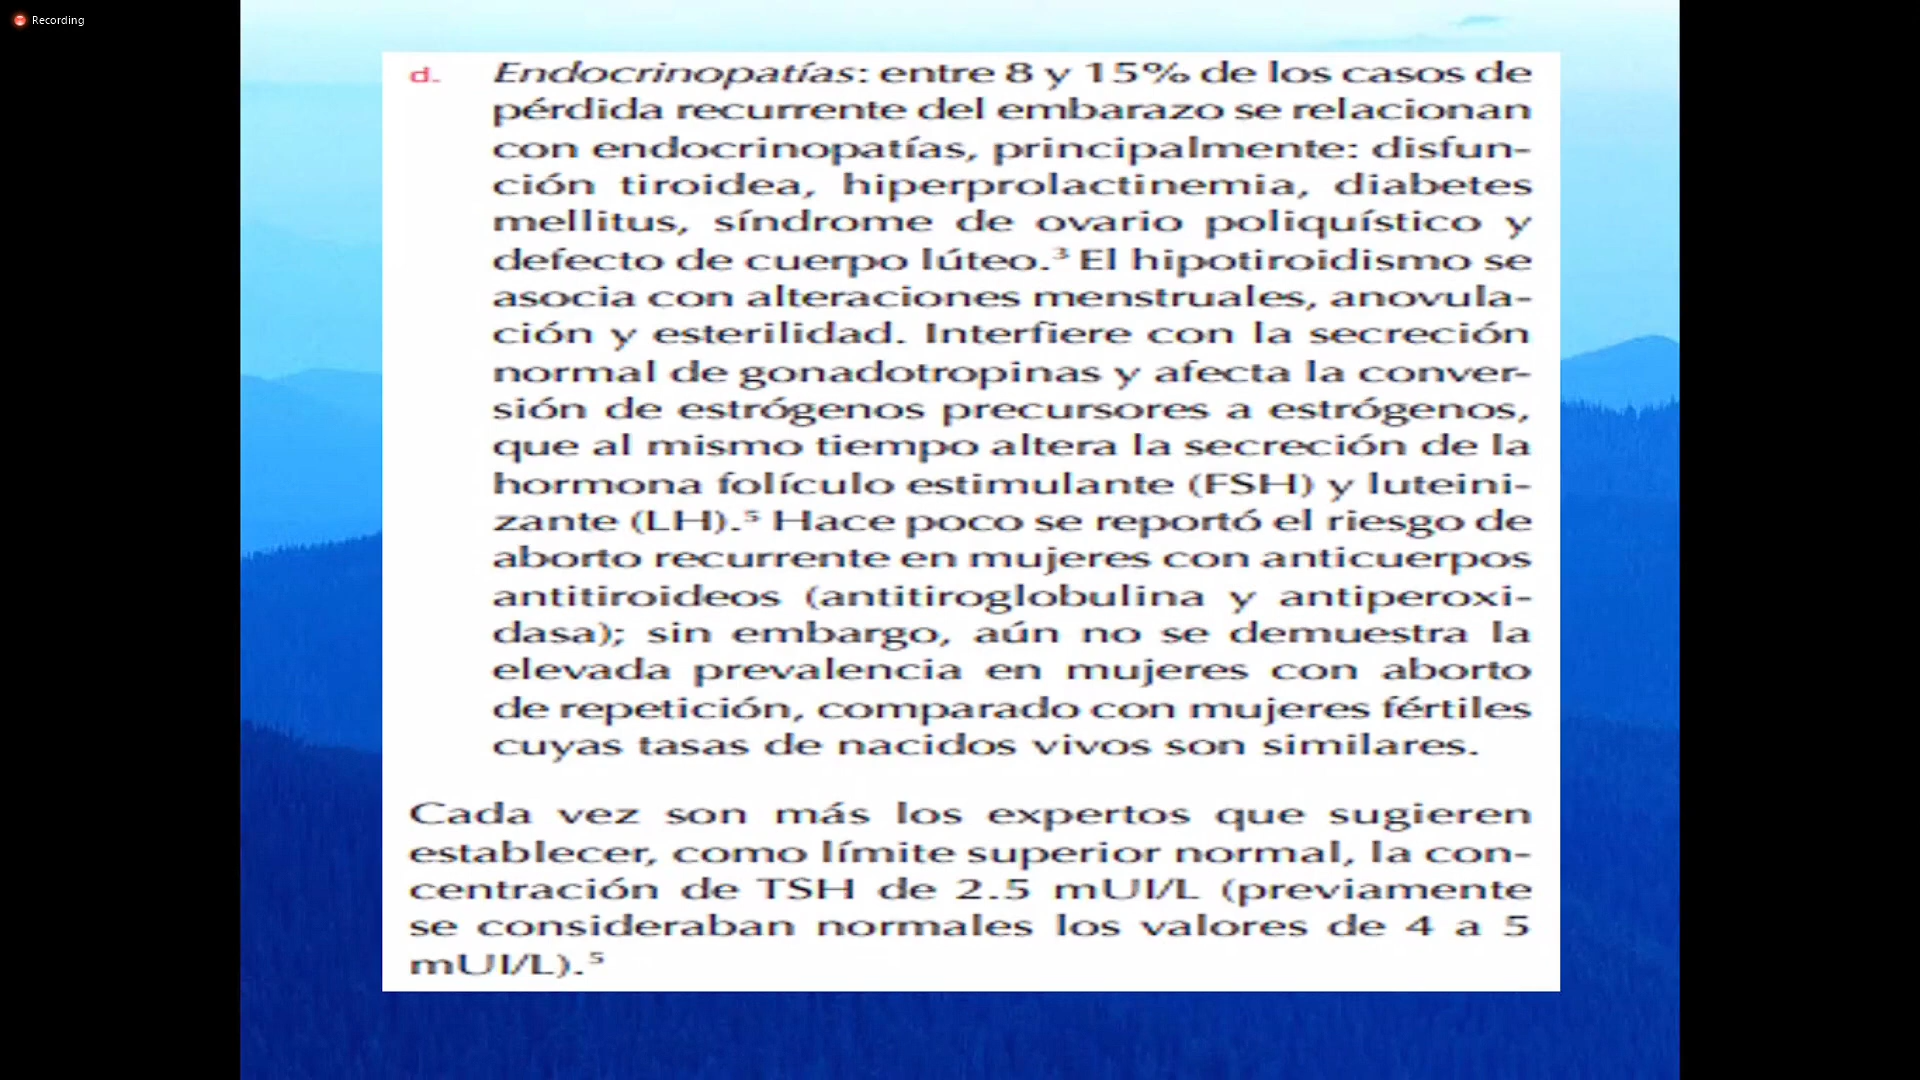 Recording
d. Endocrinopatías: entre 8 y 15% de los casos de
pérdida recurrente del embarazo se relacionan
con endocrinopatías, principalmente: disfun-
ción tiroidea, hiperprolactinemia, diabetes
mellitus, síndrome de ovario poliquístico y
defecto de cuerpo lúteo.³ El hipotiroidismo se
asocia con alteraciones menstruales, anovula-
ción y esterilidad. Interfiere con la secreción
normal de gonadotropinas y afecta la conver-
sión de estrógenos precursores a estrógenos,
que al mismo tiempo altera la secreción de la
hormona folículo estimulante (FSH) y luteini-
zante (LH).⁵ Hace poco se reportó el riesgo de
aborto recurrente en mujeres con anticuerpos
antitiroideos (antitiroglobulina y antiperoxi-
dasa); sin embargo, aún no se demuestra la
elevada prevalencia en mujeres con aborto
de repetición, comparado con mujeres fértiles
cuyas tasas de nacidos vivos son similares.
Cada vez son más los expertos que sugieren
establecer, como límite superior normal, la con-
centración de TSH de 2.5 mUI/L (previamente
se consideraban normales los valores de 4 a 5
mUI/L).⁵